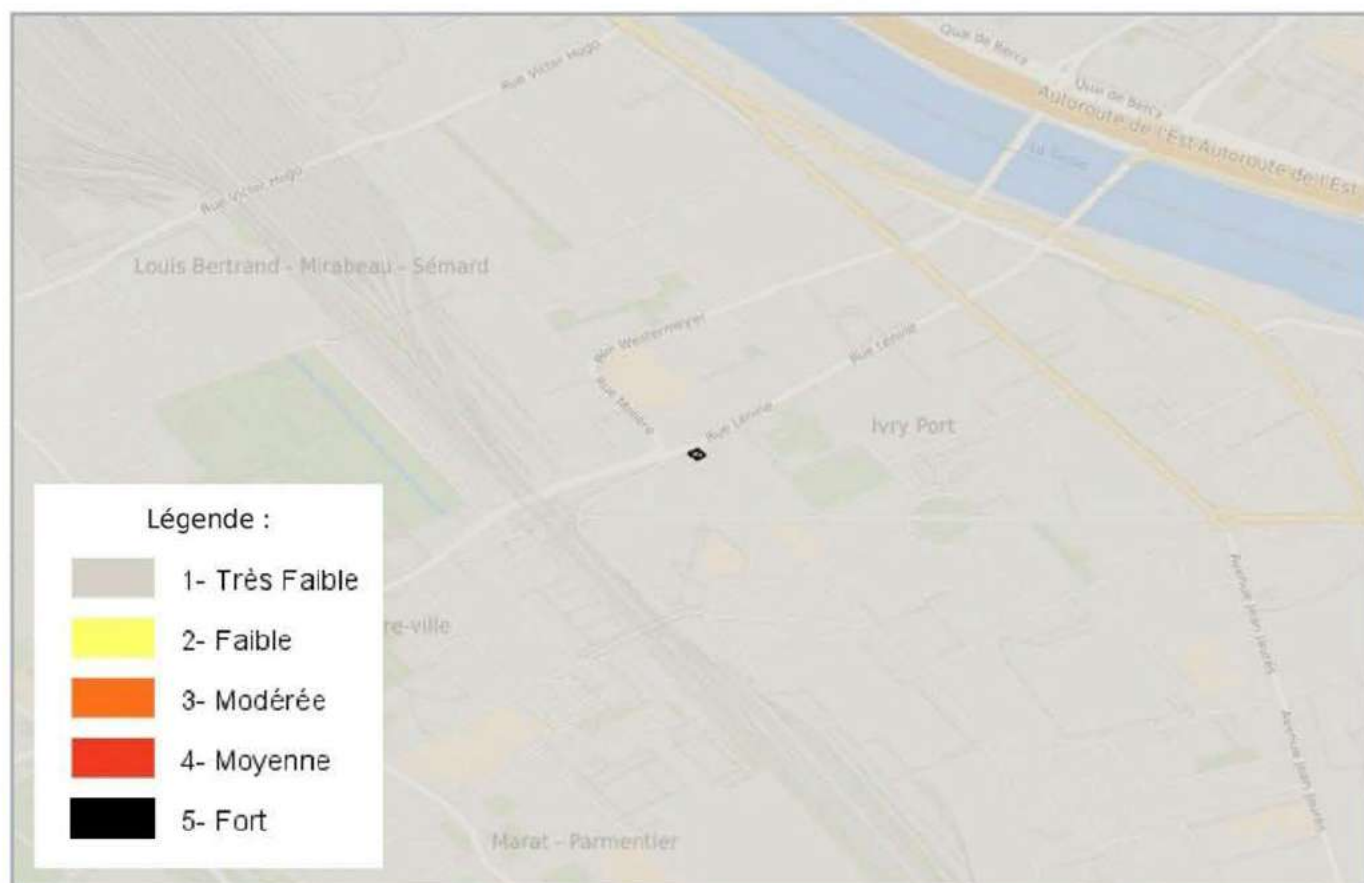 Quai de Bercy
Quai de Bercy
Autoroute de l'Est Autoroute de l'Est
La Seine
Rue Victor Hugo
Rue Victor Hugo
Louis Bertrand - Mirabeau - Sémard
Westermeyer
Rue Molière
Rue Lénine
Rue Lénine
Ivry Port
Avenue Jean Jaurès
Avenue Jean Jaurès
re-ville
Marat - Parmentier
Légende :
1- Très Faible
2- Faible
3- Modérée
4- Moyenne
5- Fort